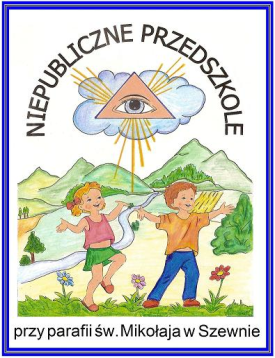 NIEPUBLICZNE PRZEDSZKOLE
przy parafii św. Mikołaja w Szewnie